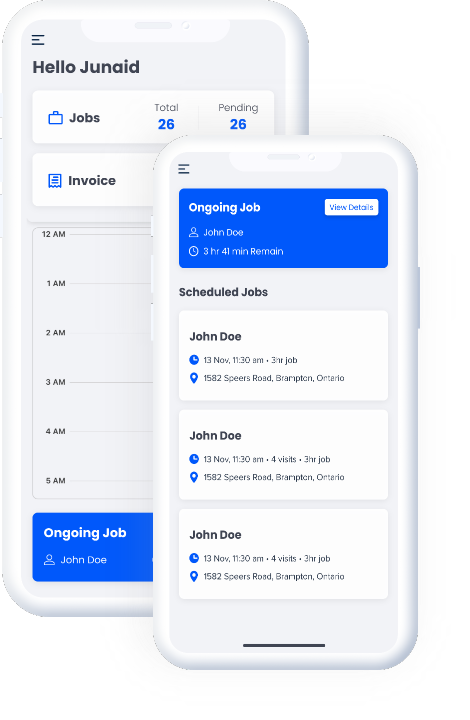 Hello Junaid
Jobs
Total
26
Pending
26
Invoice
12 AM
1 AM
2 AM
3 AM
4 AM
5 AM
Ongoing Job
John Doe
Ongoing Job
View Details
John Doe
3 hr 41 min Remain
Scheduled Jobs
John Doe
13 Nov, 11:30 am • 3hr job
1582 Speers Road, Brampton, Ontario
John Doe
13 Nov, 11:30 am • 4 visits • 3hr job
1582 Speers Road, Brampton, Ontario
John Doe
13 Nov, 11:30 am • 4 visits • 3hr job
1582 Speers Road, Brampton, Ontario